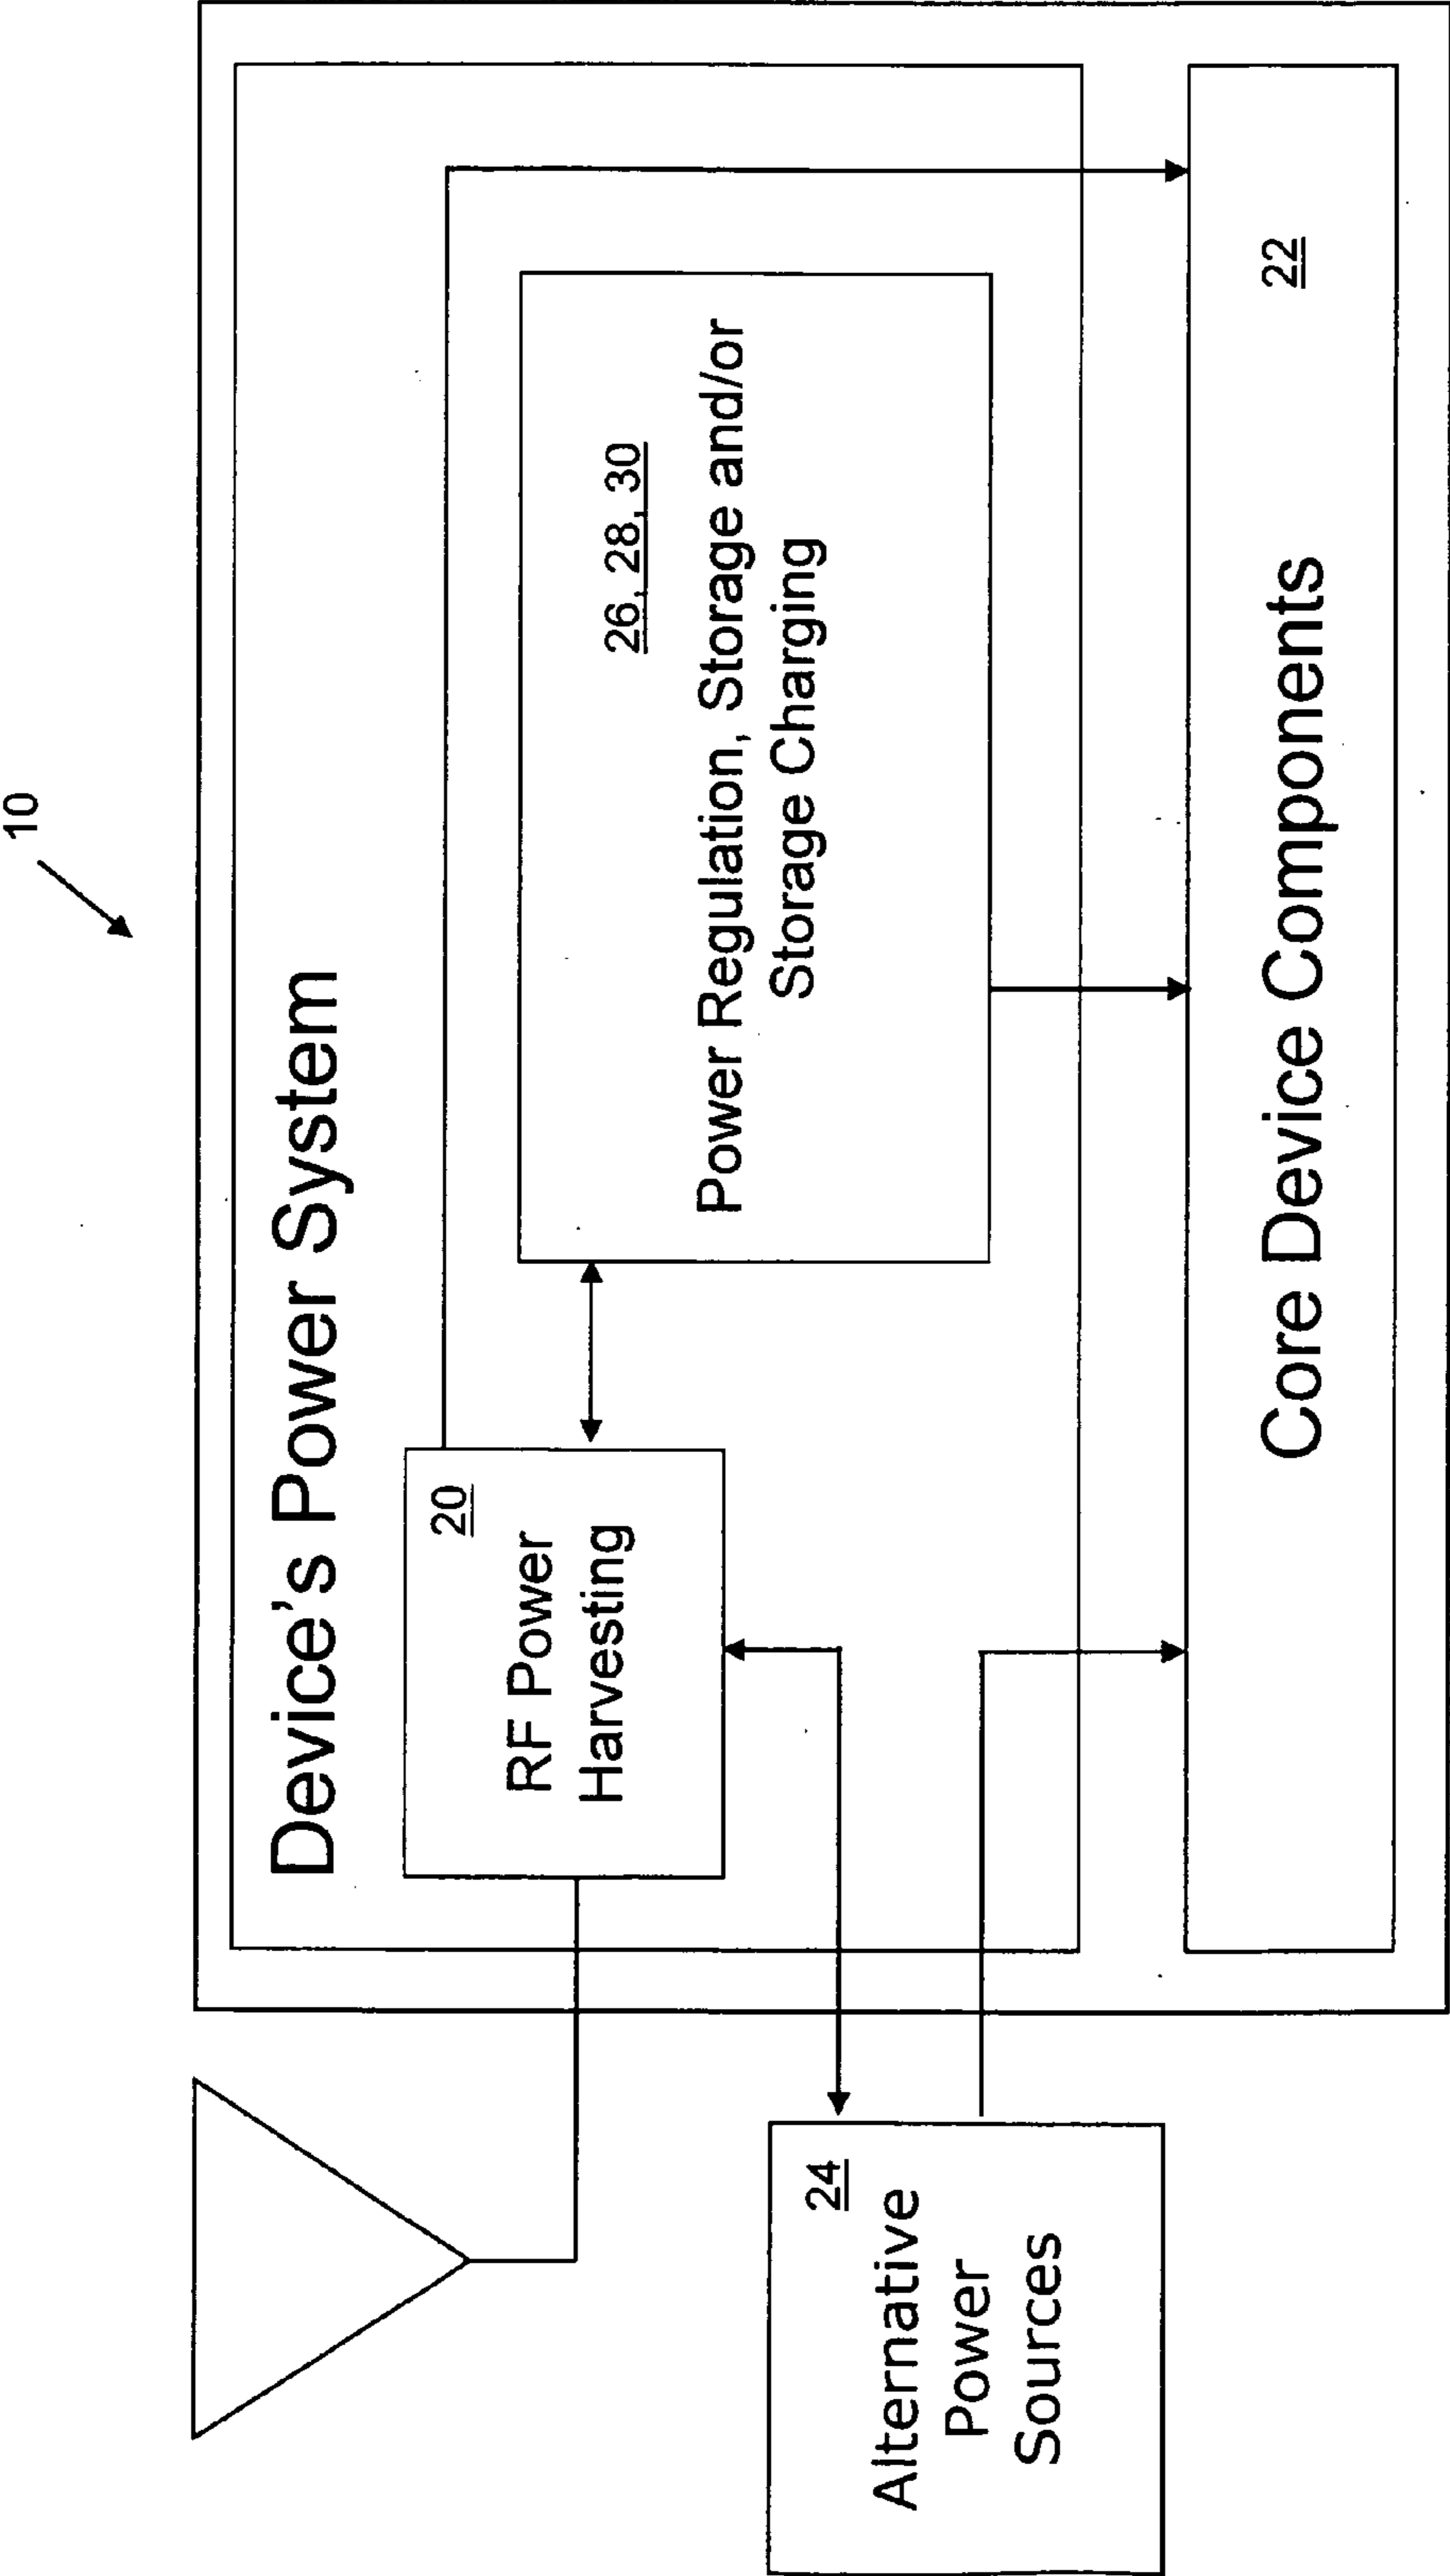 10
Device's Power System
20
RF Power
Harvesting
26, 28, 30
Power Regulation, Storage and/or
Storage Charging
24
Alternative
Power
Sources
22
Core Device Components